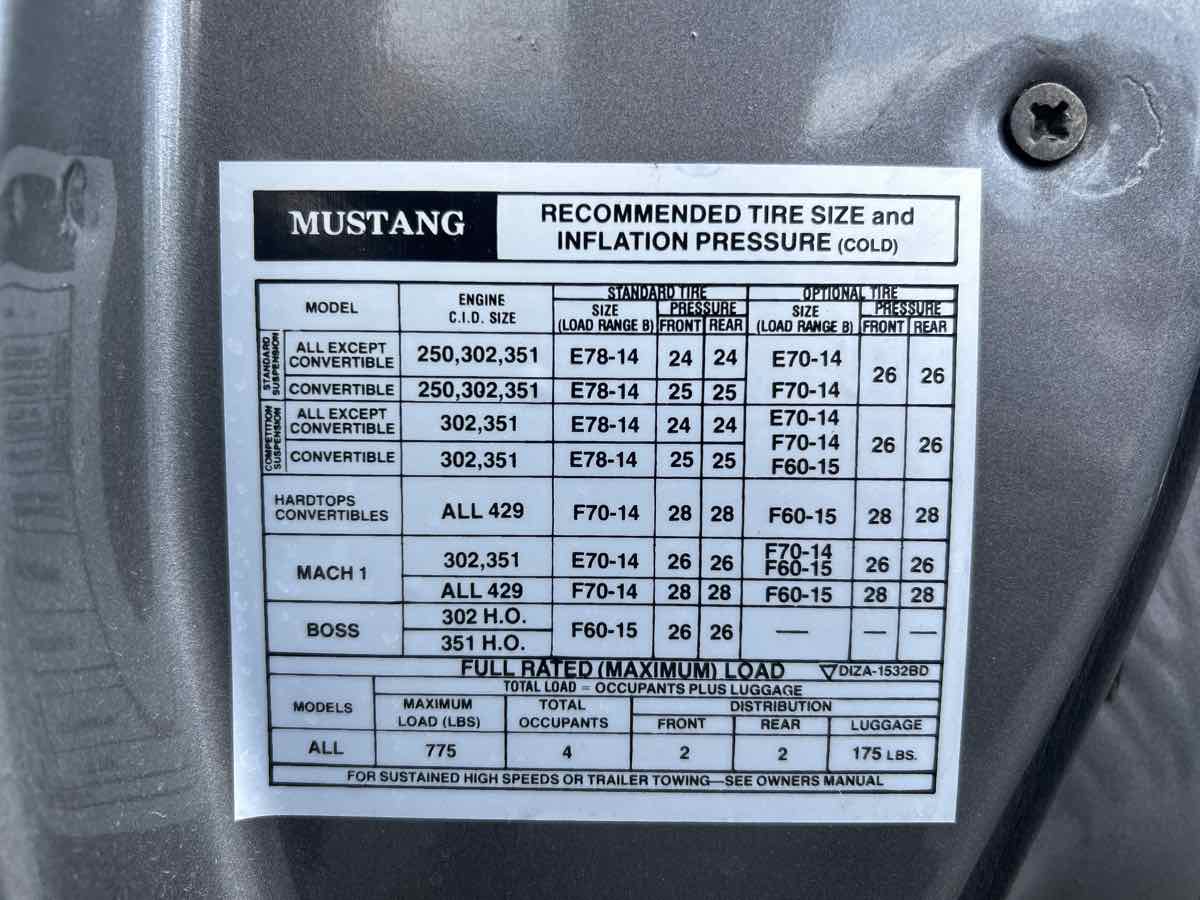 MUSTANG
RECOMMENDED TIRE SIZE and
INFLATION PRESSURE (COLD)
MODEL
ENGINE
C.I.D. SIZE
STANDARD TIRE
OPTIONAL TIRE
SIZE
(LOAD RANGE B)
PRESSURE
FRONT REAR
SIZE
(LOAD RANGE B)
PRESSURE
FRONT REAR
STANDARD
SUSPENSION
ALL EXCEPT
CONVERTIBLE
250,302,351 E78-14 24 24 E70-14
26 26
CONVERTIBLE 250,302,351 E78-14 25 25 F70-14
COMPETITION
SUSPENSION
ALL EXCEPT
CONVERTIBLE
302,351 E78-14 24 24 E70-14
F70-14 26 26
CONVERTIBLE 302,351 E78-14 25 25 F60-15
HARDTOPS
CONVERTIBLES
ALL 429 F70-14 28 28 F60-15 28 28
MACH 1
302,351 E70-14 26 26 F70-14
F60-15 26 26
ALL 429 F70-14 28 28 F60-15 28 28
BOSS
302 H.O.
351 H.O.
F60-15 26 26 — — —
FULL RATED (MAXIMUM) LOAD ▽DIZA-1532BD
MODELS
TOTAL LOAD = OCCUPANTS PLUS LUGGAGE
MAXIMUM
LOAD (LBS)
TOTAL
OCCUPANTS
DISTRIBUTION
FRONT REAR LUGGAGE
ALL 775 4 2 2 175 LBS.
FOR SUSTAINED HIGH SPEEDS OR TRAILER TOWING—SEE OWNERS MANUAL